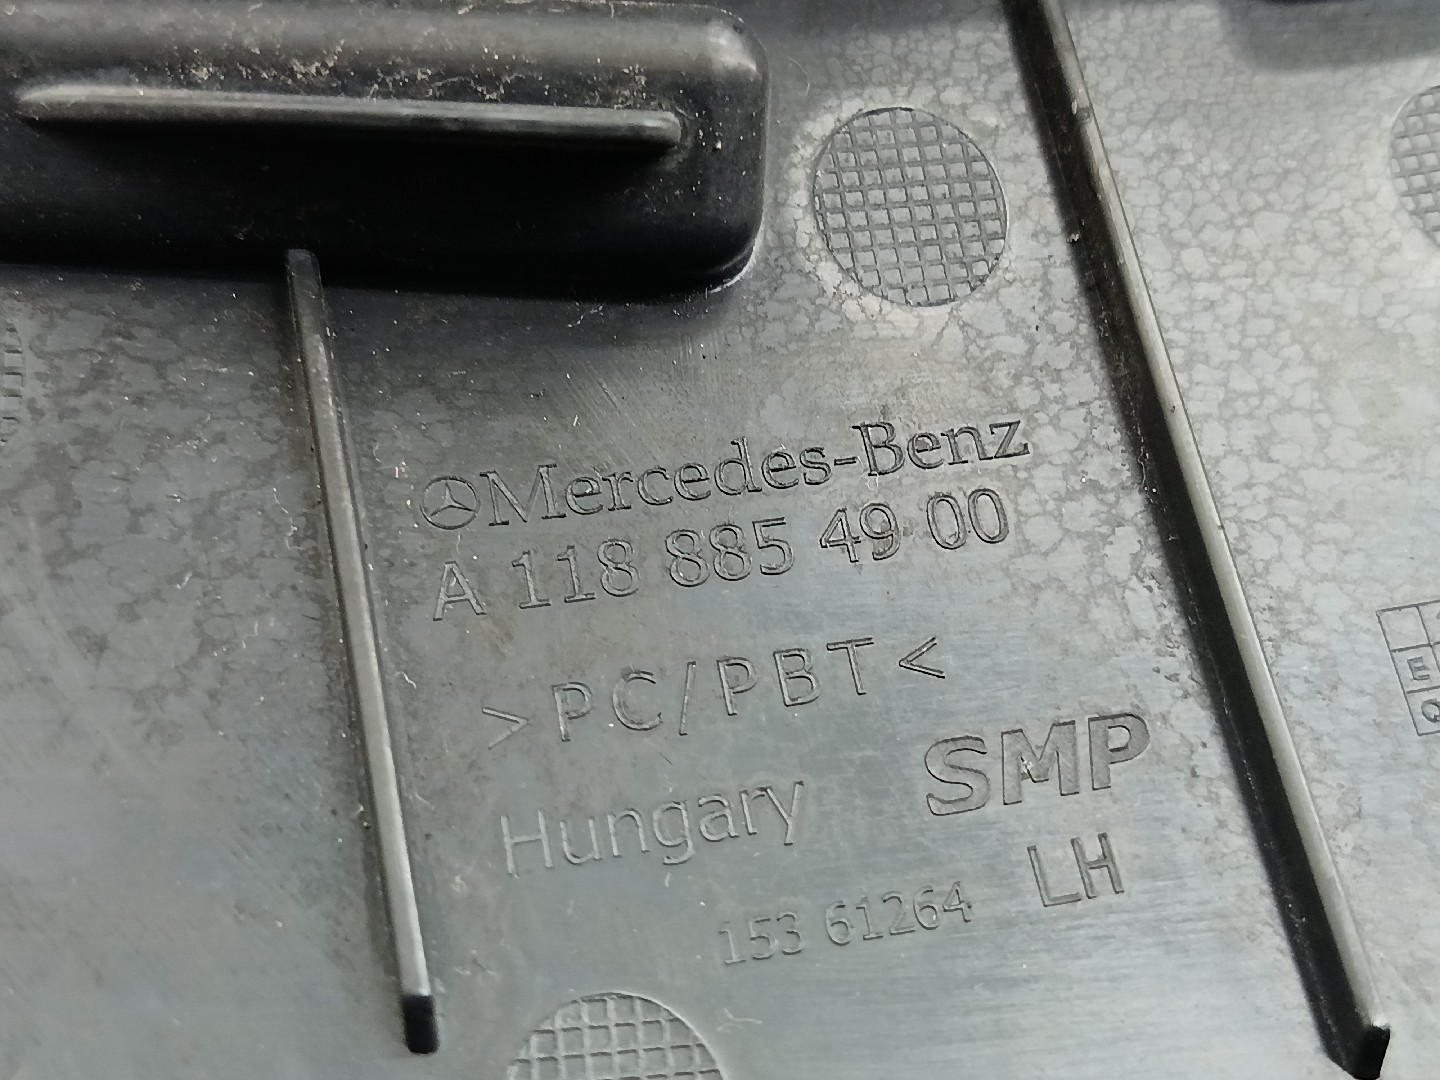 Mercedes-Benz
A 118 885 49 00
>PC/PBT<
Hungary SMP
153 61264 LH
E
Q